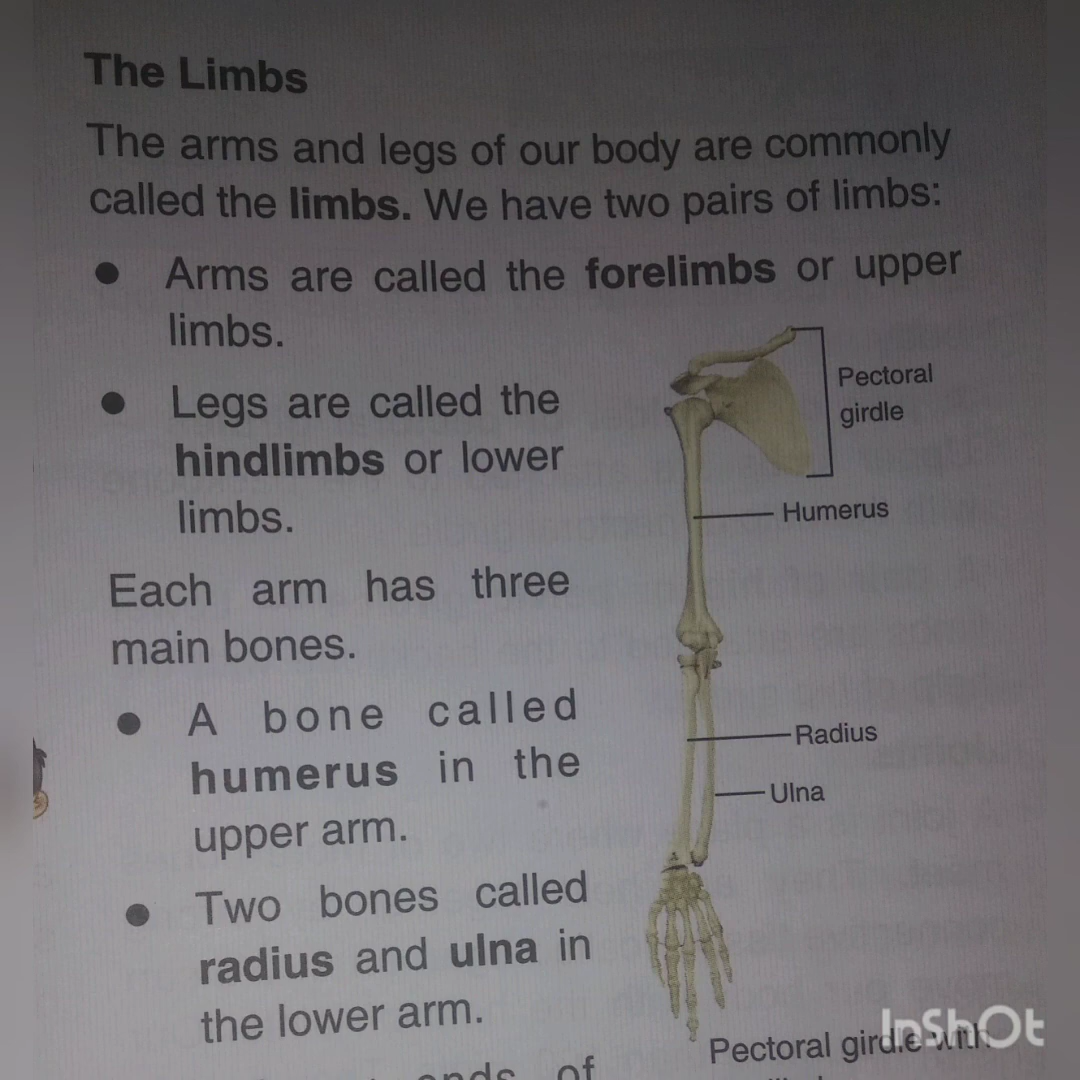 The Limbs
The arms and legs of our body are commonly
called the limbs. We have two pairs of limbs:
● Arms are called the forelimbs or upper
limbs.
● Legs are called the
hindlimbs or lower
limbs.
Each arm has three
main bones.
● A bone called
humerus in the
upper arm.
● Two bones called
radius and ulna in
the lower arm.
of
Pectoral
girdle
Humerus
Radius
Ulna
Pectoral girdle with
InShOt